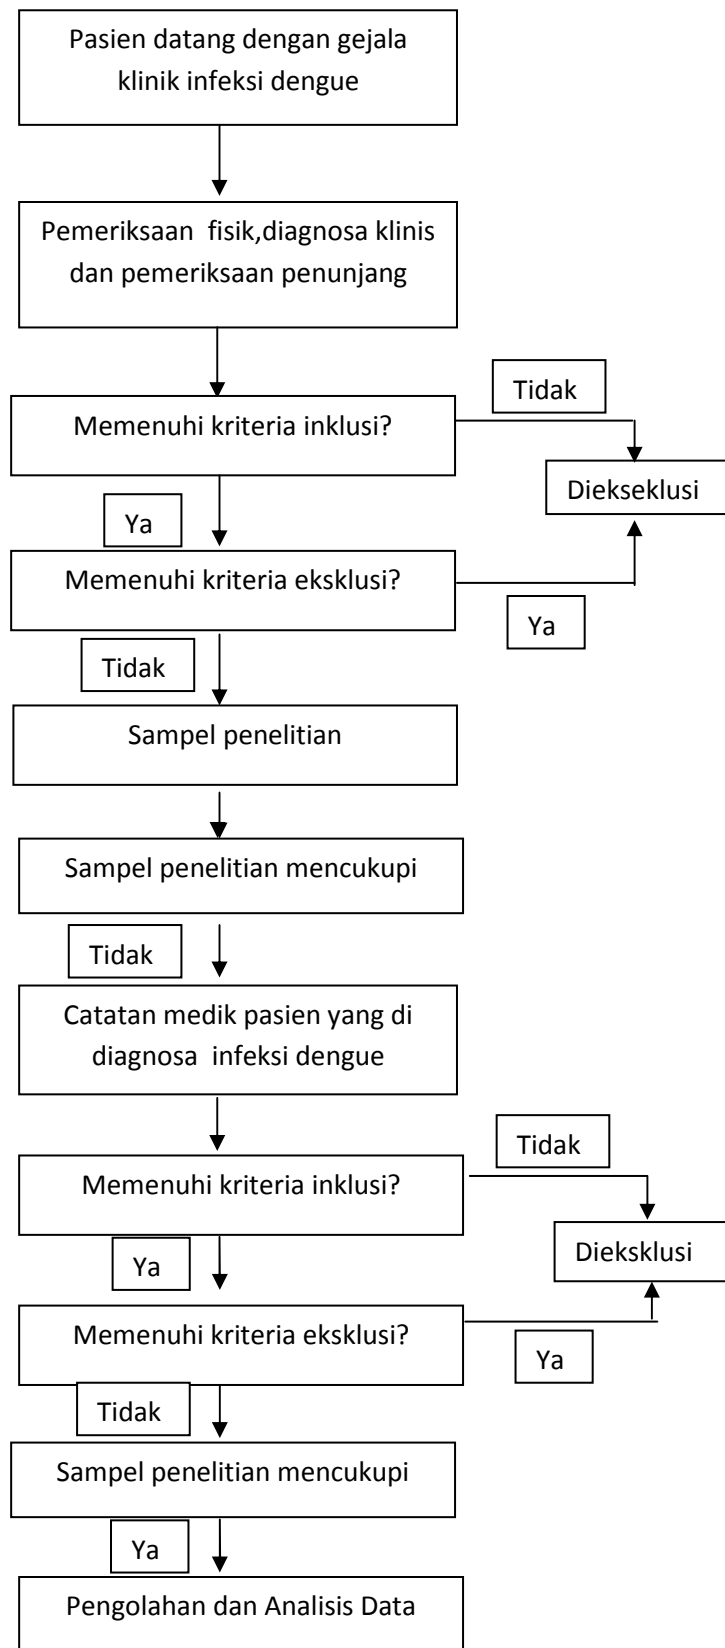 Pasien datang dengan gejala
klinik infeksi dengue
Pemeriksaan  fisik,diagnosa klinis
dan pemeriksaan penunjang
Tidak
Memenuhi kriteria inklusi?
Diekseklusi
Ya
Memenuhi kriteria eksklusi?
Ya
Tidak
Sampel penelitian
Sampel penelitian mencukupi
Tidak
Catatan medik pasien yang di
diagnosa  infeksi dengue
Tidak
Memenuhi kriteria inklusi?
Dieksklusi
Ya
Memenuhi kriteria eksklusi?
Ya
Tidak
Sampel penelitian mencukupi
Ya
Pengolahan dan Analisis Data